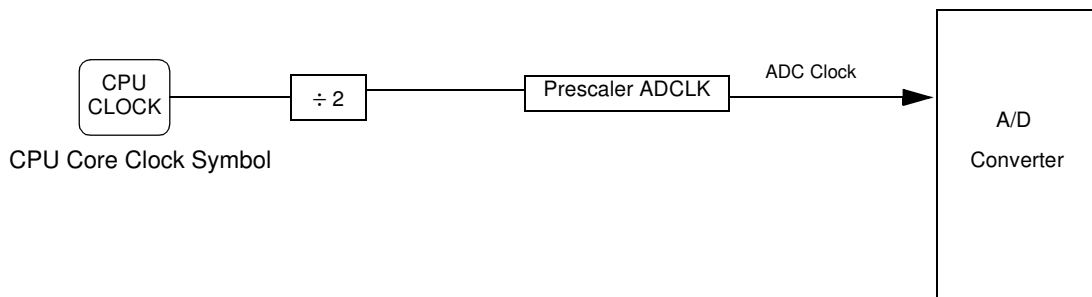 CPU
CLOCK
÷ 2
Prescaler ADCLK
ADC Clock
A/D
Converter
CPU Core Clock Symbol